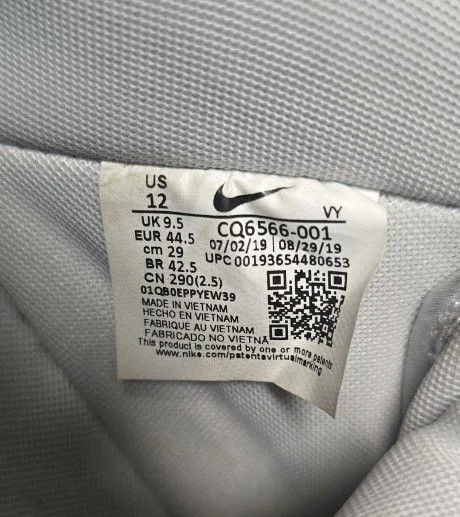 US
12
VY
UK 9.5
EUR 44.5
cm 29
BR 42.5
CN 290(2.5)
01QB0EPPYEW39
CQ6566-001
07/02/19 | 08/29/19
UPC 00193654480653
MADE IN VIETNAM
HECHO EN VIETNAM
FABRIQUE AU VIETNAM
FABRICADO NO VIETNÃ
This product is covered by one or more patents:
www.nike.com/patentsvirtualmarking